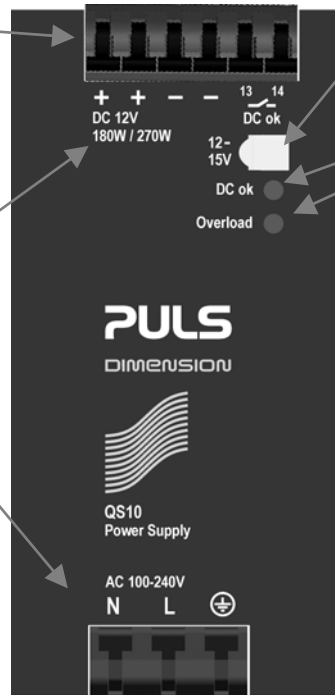 + + − − 13 14
DC 12V
180W / 270W
DC ok
12–
15V
DC ok
Overload
PULS
DIMENSION
QS10
Power Supply
AC 100-240V
N L